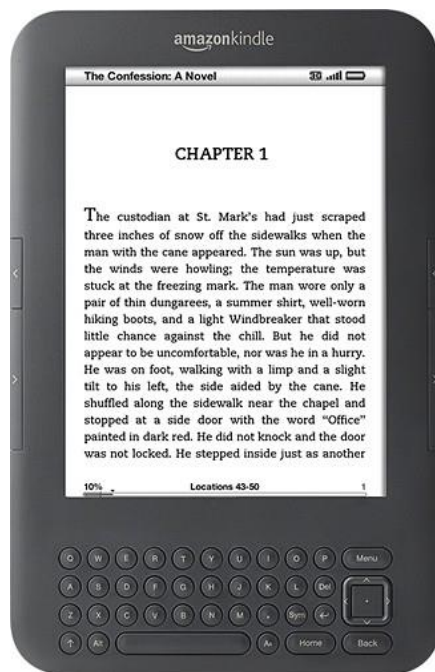 amazonkindle
The Confession: A Novel 3G
CHAPTER 1
The custodian at St. Mark's had just scraped
three inches of snow off the sidewalks when the
man with the cane appeared. The sun was up, but
the winds were howling; the temperature was
stuck at the freezing mark. The man wore only a
pair of thin dungarees, a summer shirt, well-worn
hiking boots, and a light Windbreaker that stood
little chance against the chill. But he did not
appear to be uncomfortable, nor was he in a hurry.
He was on foot, walking with a limp and a slight
tilt to his left, the side aided by the cane. He
shuffled along the sidewalk near the chapel and
stopped at a side door with the word “Office”
painted in dark red. He did not knock and the door
was not locked. He stepped inside just as another
10% Locations 43-50 1
Q W E R T Y U I O P Menu
A S D F G H J K L Del
Z X C V B N M . Sym
Alt Aa Home Back